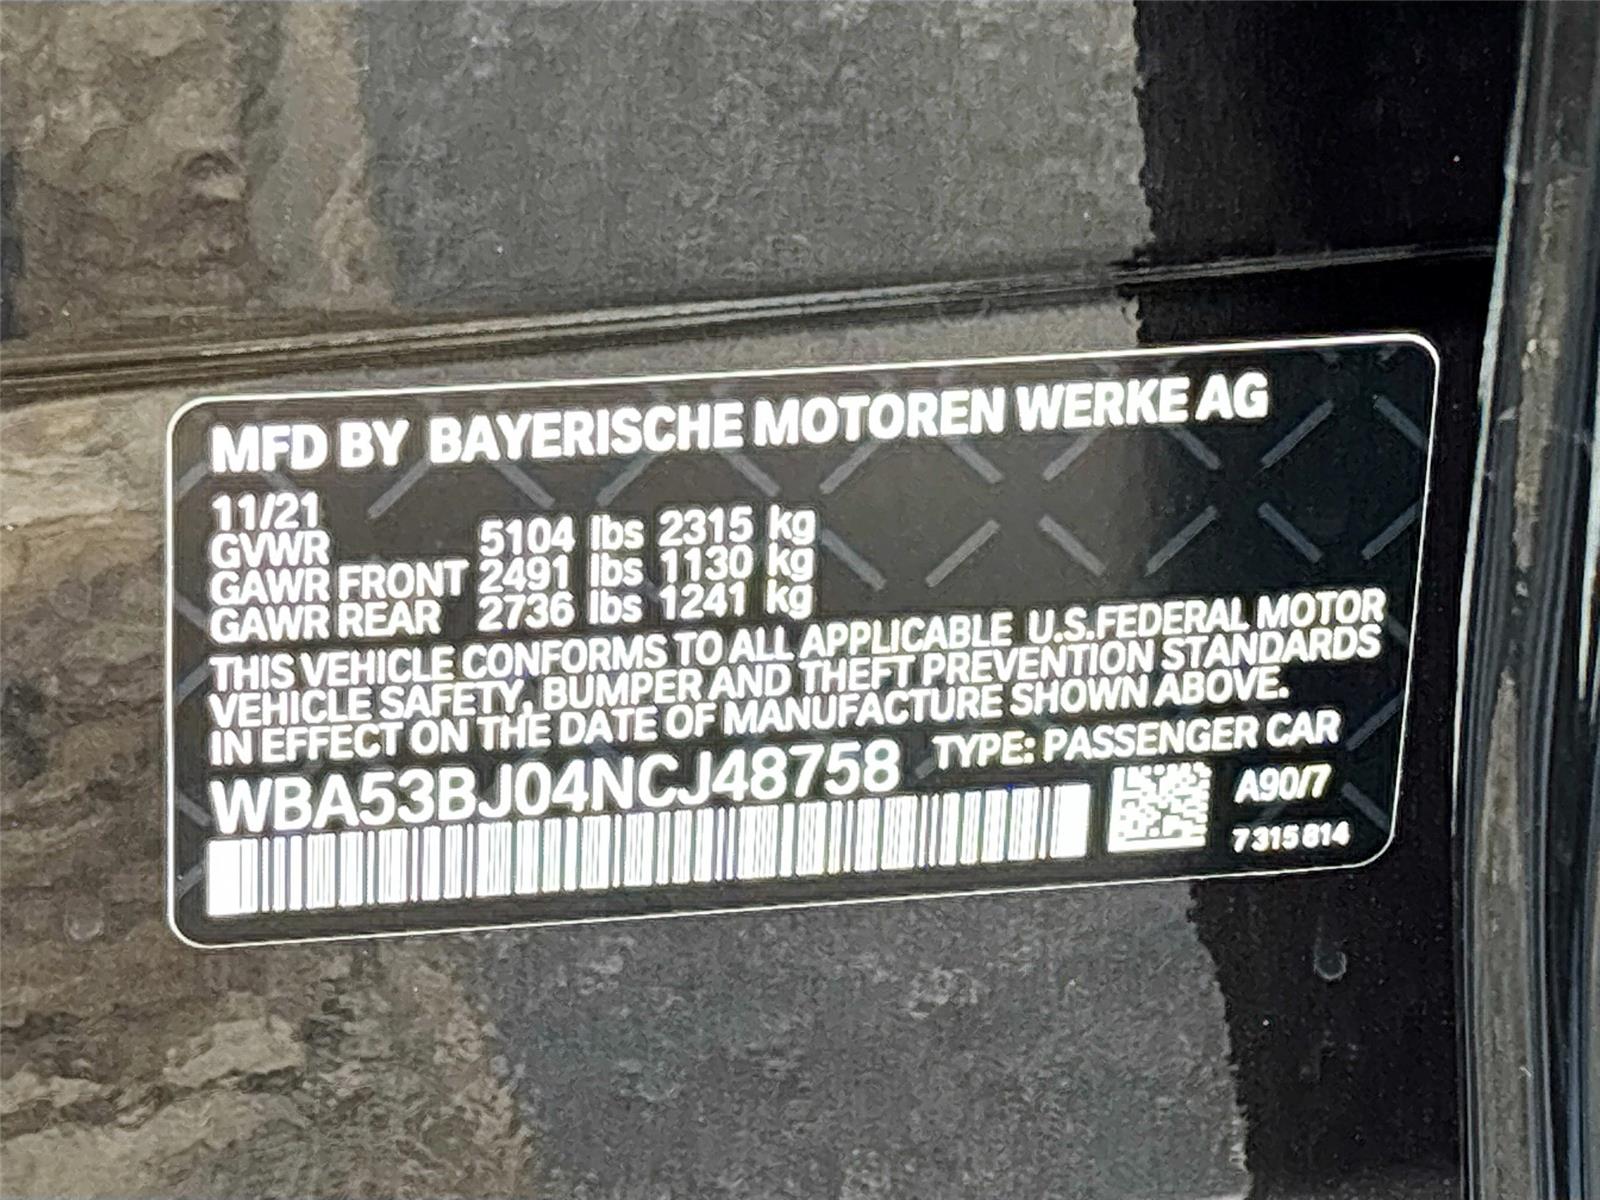 MFD BY BAYERISCHE MOTOREN WERKE AG
11/21
GVWR 5104 lbs 2315 kg
GAWR FRONT 2491 lbs 1130 kg
GAWR REAR 2736 lbs 1241 kg
THIS VEHICLE CONFORMS TO ALL APPLICABLE U.S.FEDERAL MOTOR
VEHICLE SAFETY, BUMPER AND THEFT PREVENTION STANDARDS
IN EFFECT ON THE DATE OF MANUFACTURE SHOWN ABOVE.
WBA53BJ04NCJ48758 TYPE: PASSENGER CAR
A90/7
7 315 814